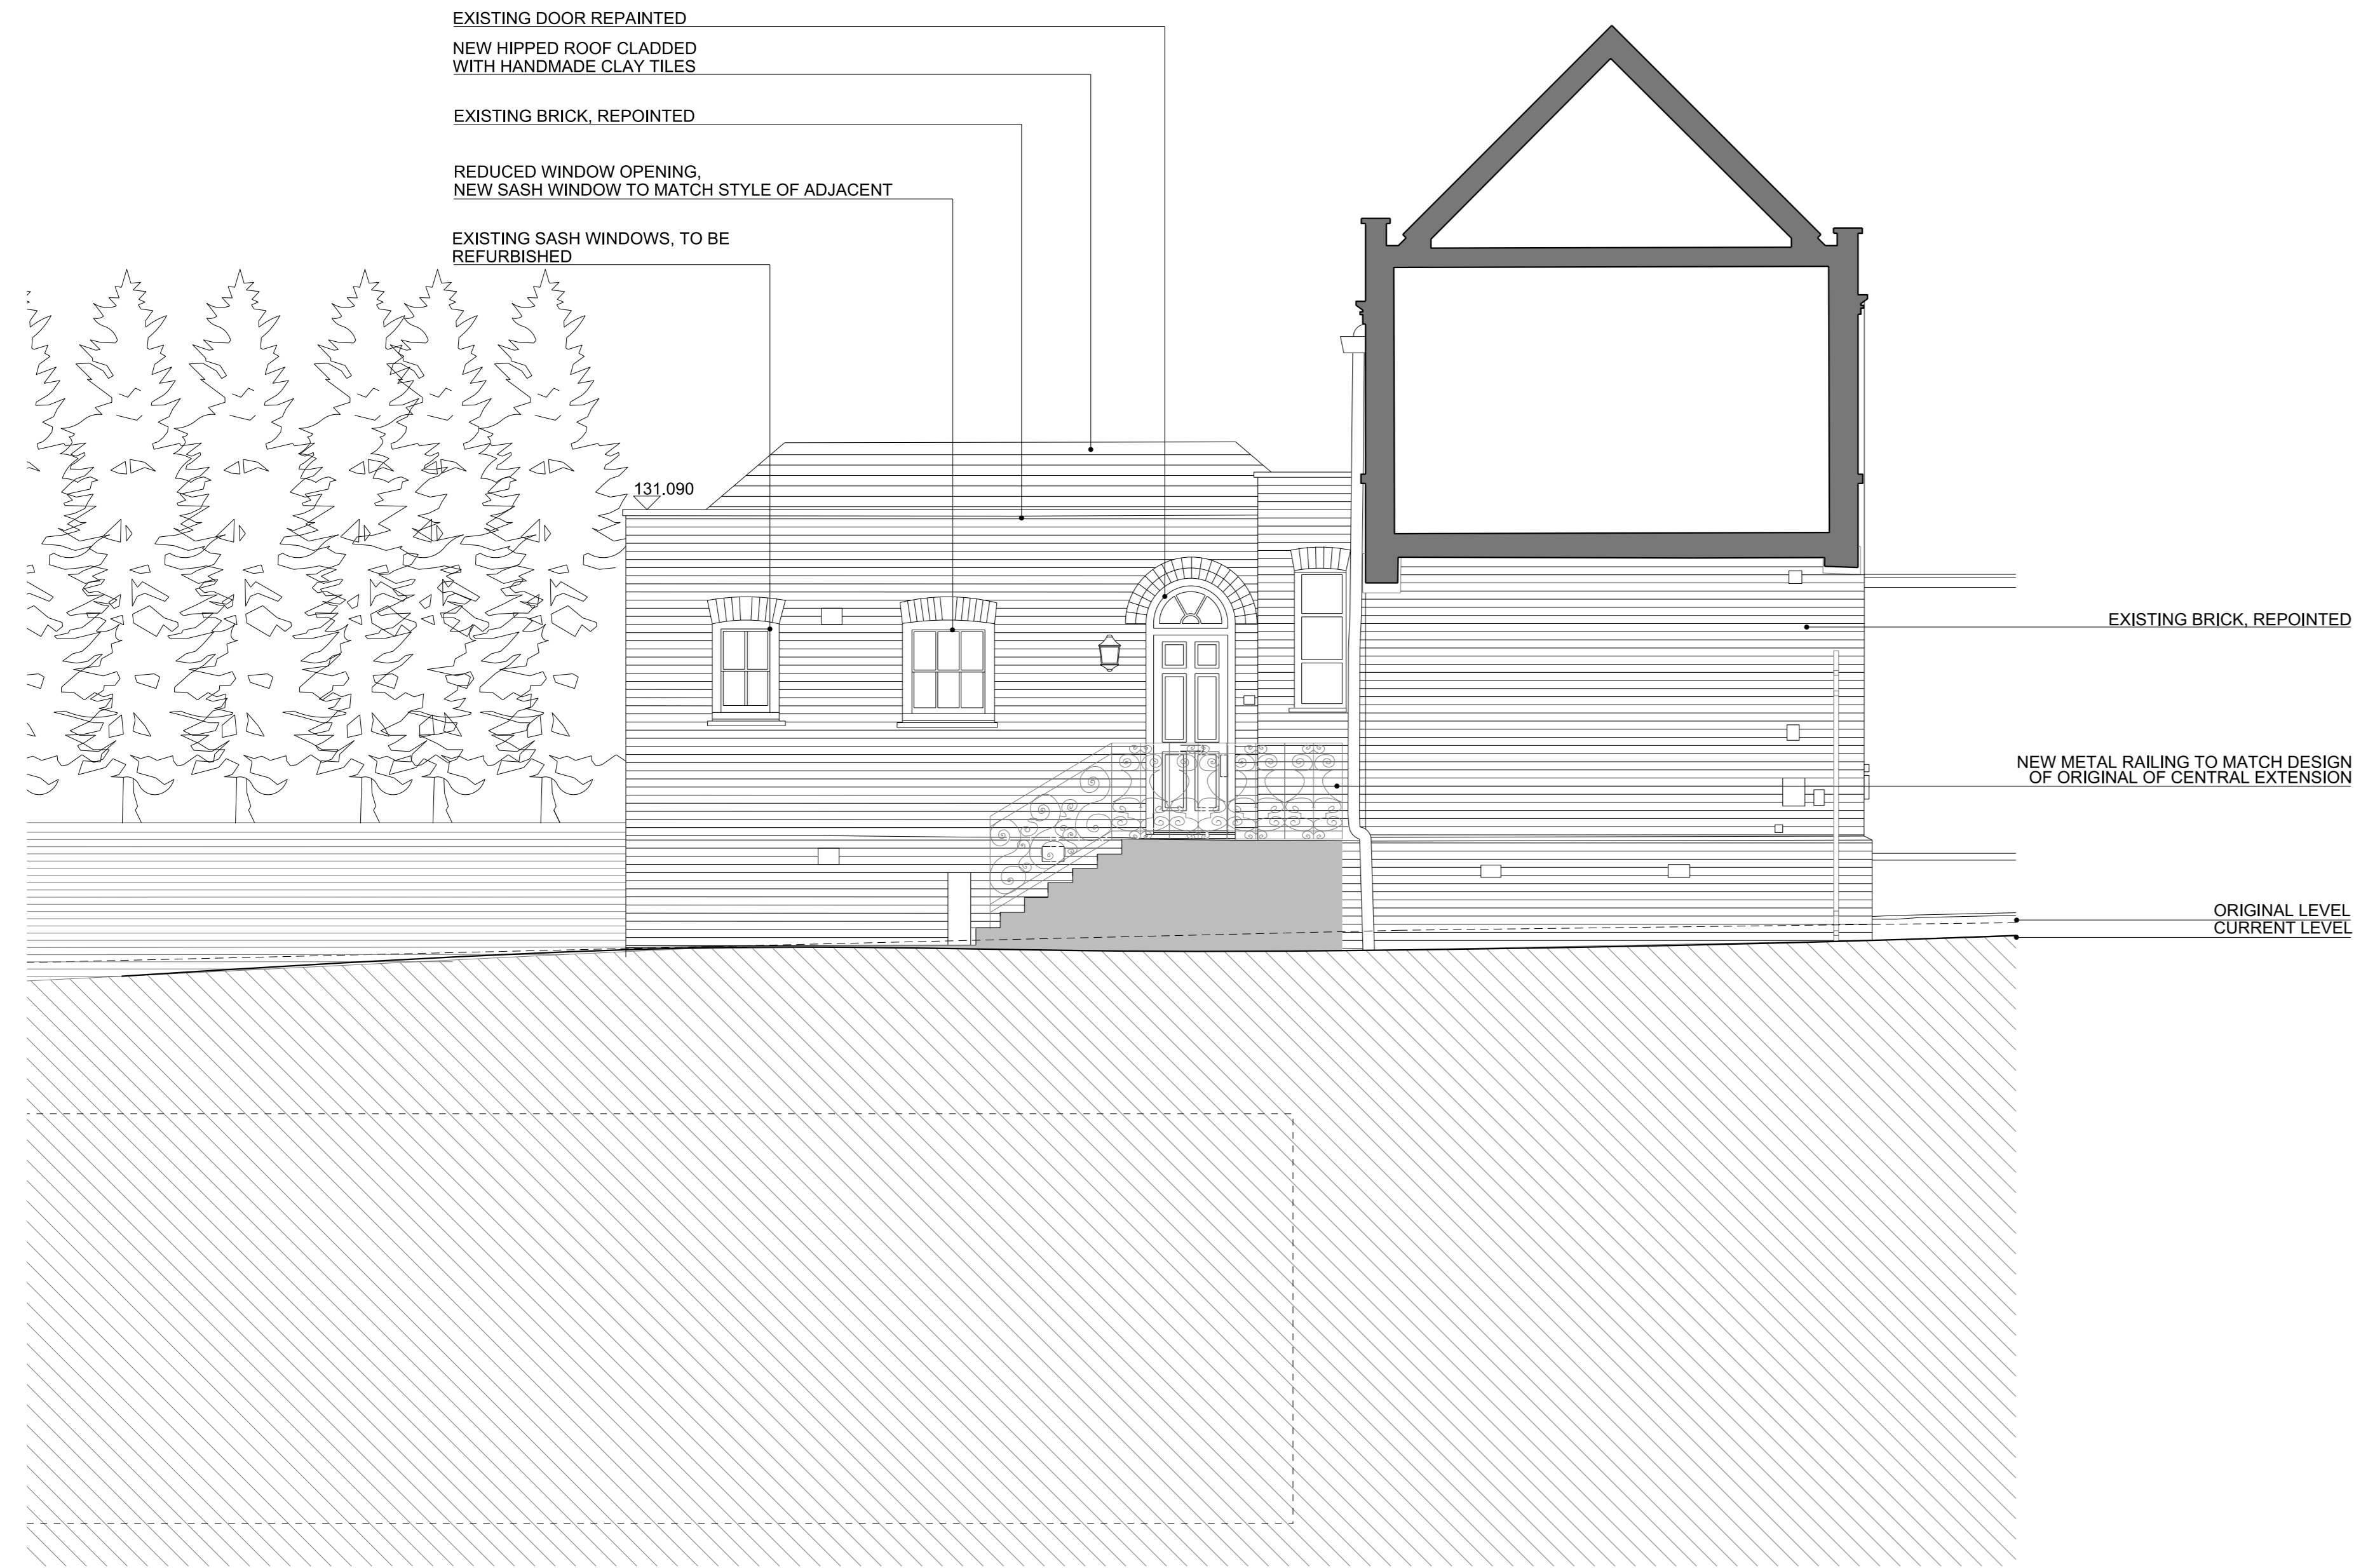 EXISTING DOOR REPAINTED
NEW HIPPED ROOF CLADDED
WITH HANDMADE CLAY TILES
EXISTING BRICK, REPOINTED
REDUCED WINDOW OPENING,
NEW SASH WINDOW TO MATCH STYLE OF ADJACENT
EXISTING SASH WINDOWS, TO BE
REFURBISHED
131.090
EXISTING BRICK, REPOINTED
NEW METAL RAILING TO MATCH DESIGN
OF ORIGINAL OF CENTRAL EXTENSION
ORIGINAL LEVEL
CURRENT LEVEL